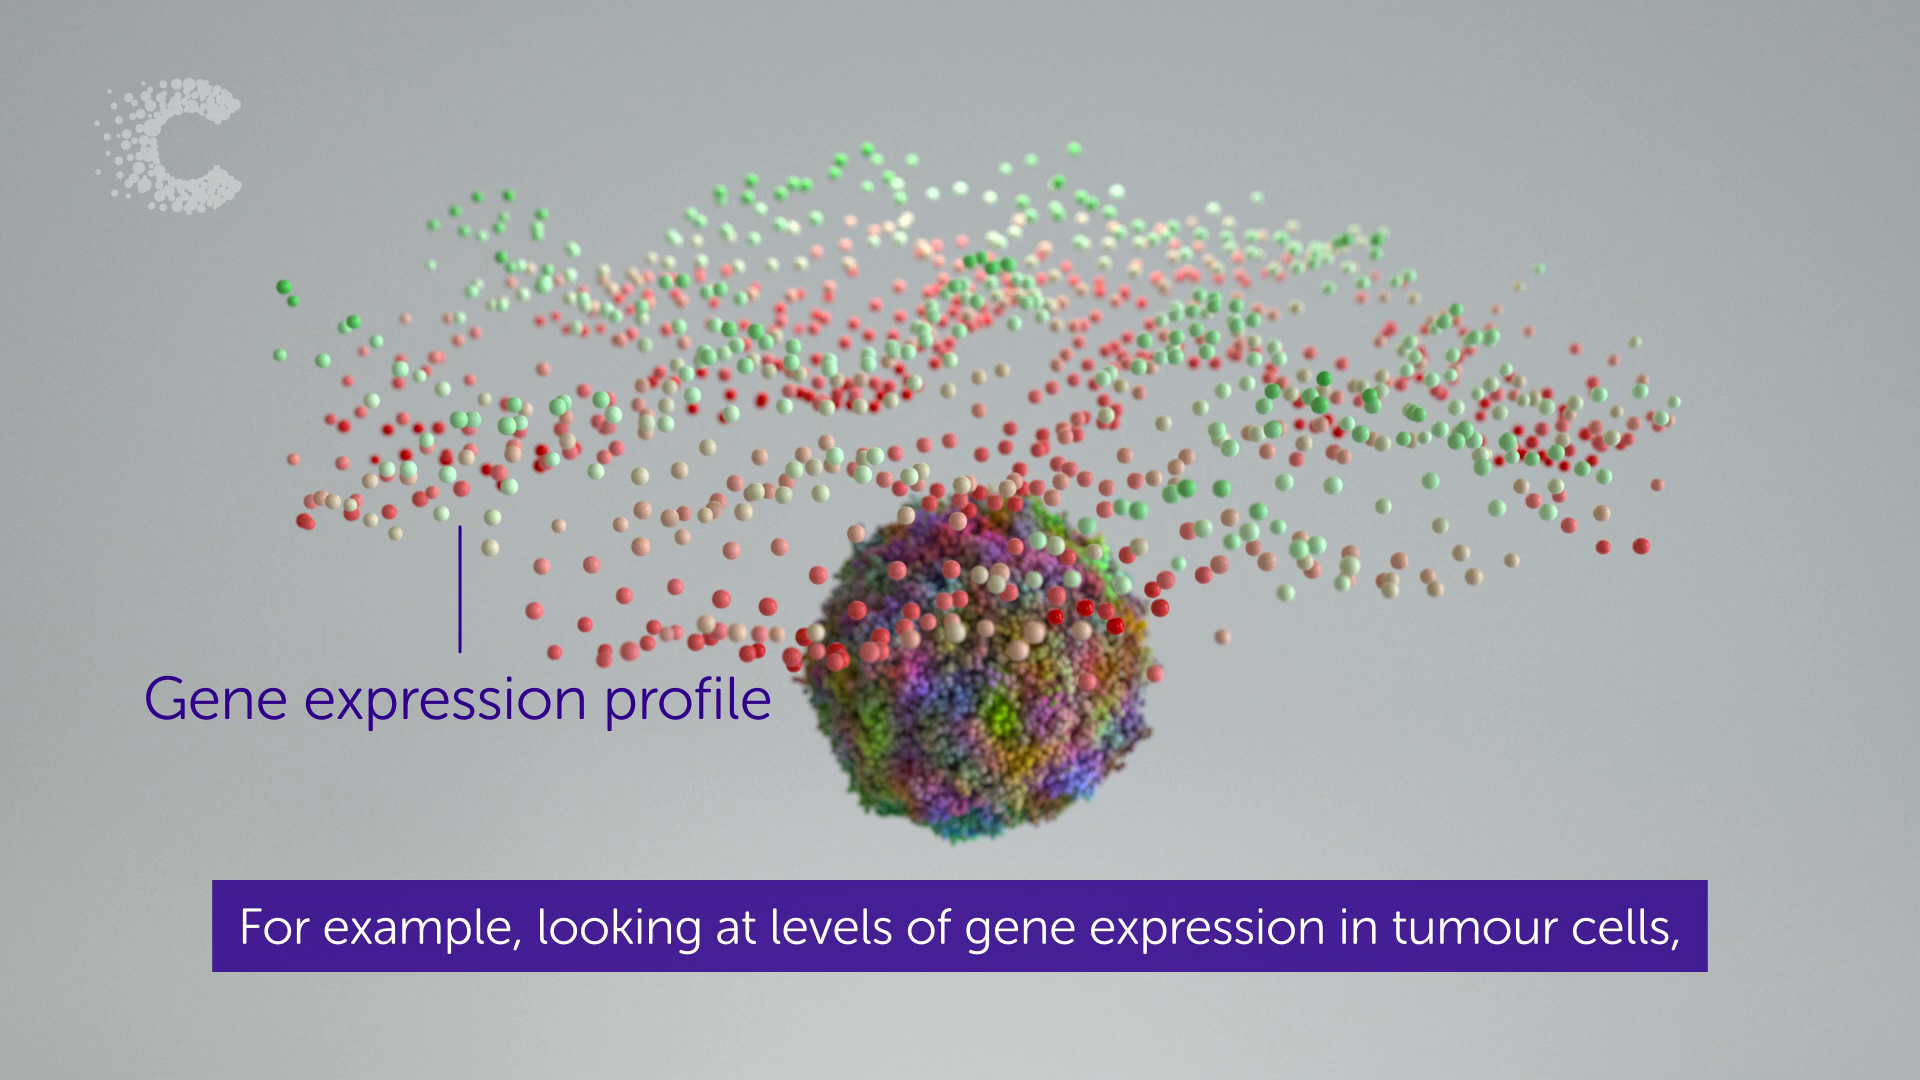 Gene expression profile
For example, looking at levels of gene expression in tumour cells,